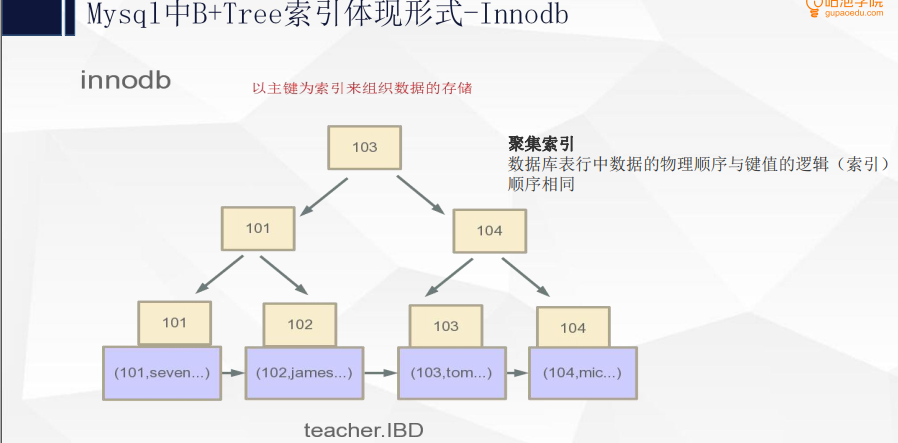 Mysql中B+Tree索引体现形式-Innodb
gupaoedu.com
innodb
以主键为索引来组织数据的存储
103
聚集索引
数据库表行中数据的物理顺序与键值的逻辑（索引）
顺序相同
101
104
101
102
103
104
(101,seven...)
(102,james...)
(103,tom...)
(104,mic...)
teacher.IBD